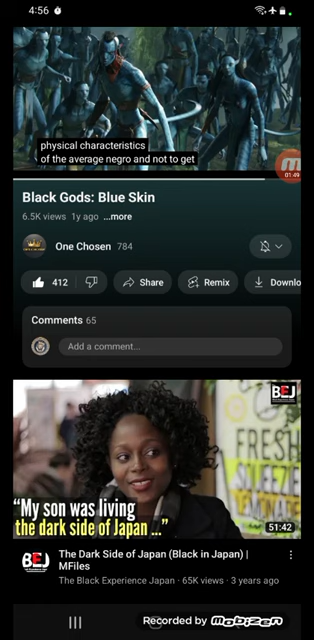 4:56
physical characteristics
of the average negro and not to get
01:49
Black Gods: Blue Skin
6.5K views 1y ago ...more
One Chosen 784
412 Share Remix Downlo
Comments 65
Add a comment...
BEJ
FRESH
"My son was living
the dark side of Japan ..."
51:42
BEJ
The Dark Side of Japan (Black in Japan) |
MFiles
The Black Experience Japan · 65K views · 3 years ago
Recorded by Mobizen